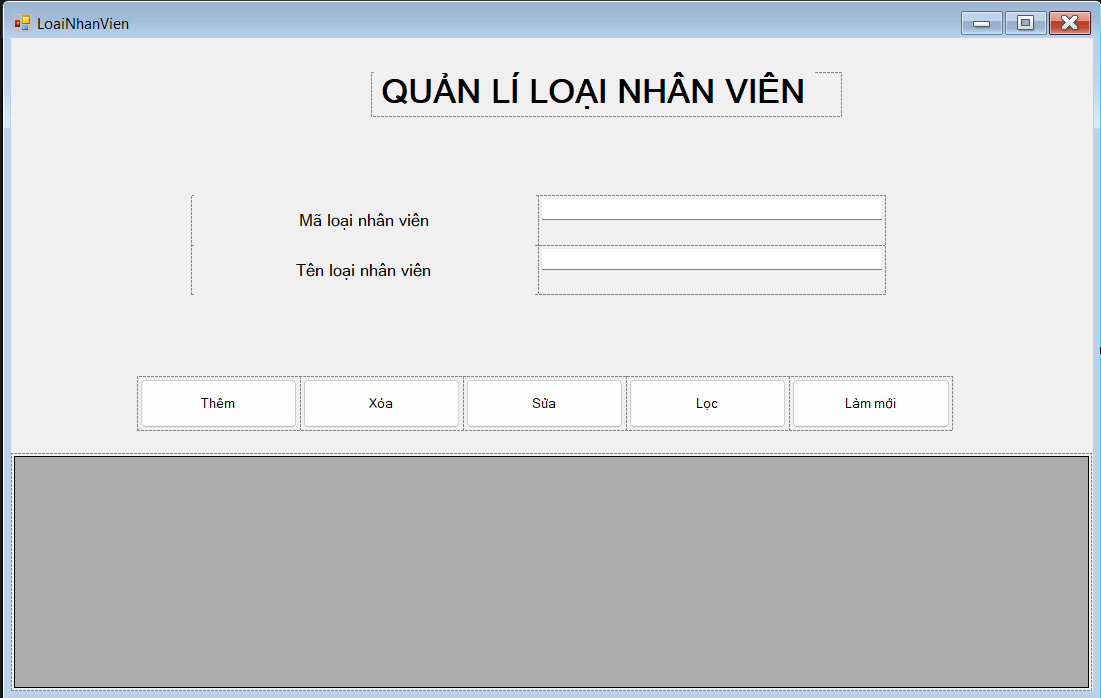 LoaiNhanVien
QUẢN LÍ LOẠI NHÂN VIÊN
Mã loại nhân viên
Tên loại nhân viên
Thêm Xóa Sửa Lọc Làm mới